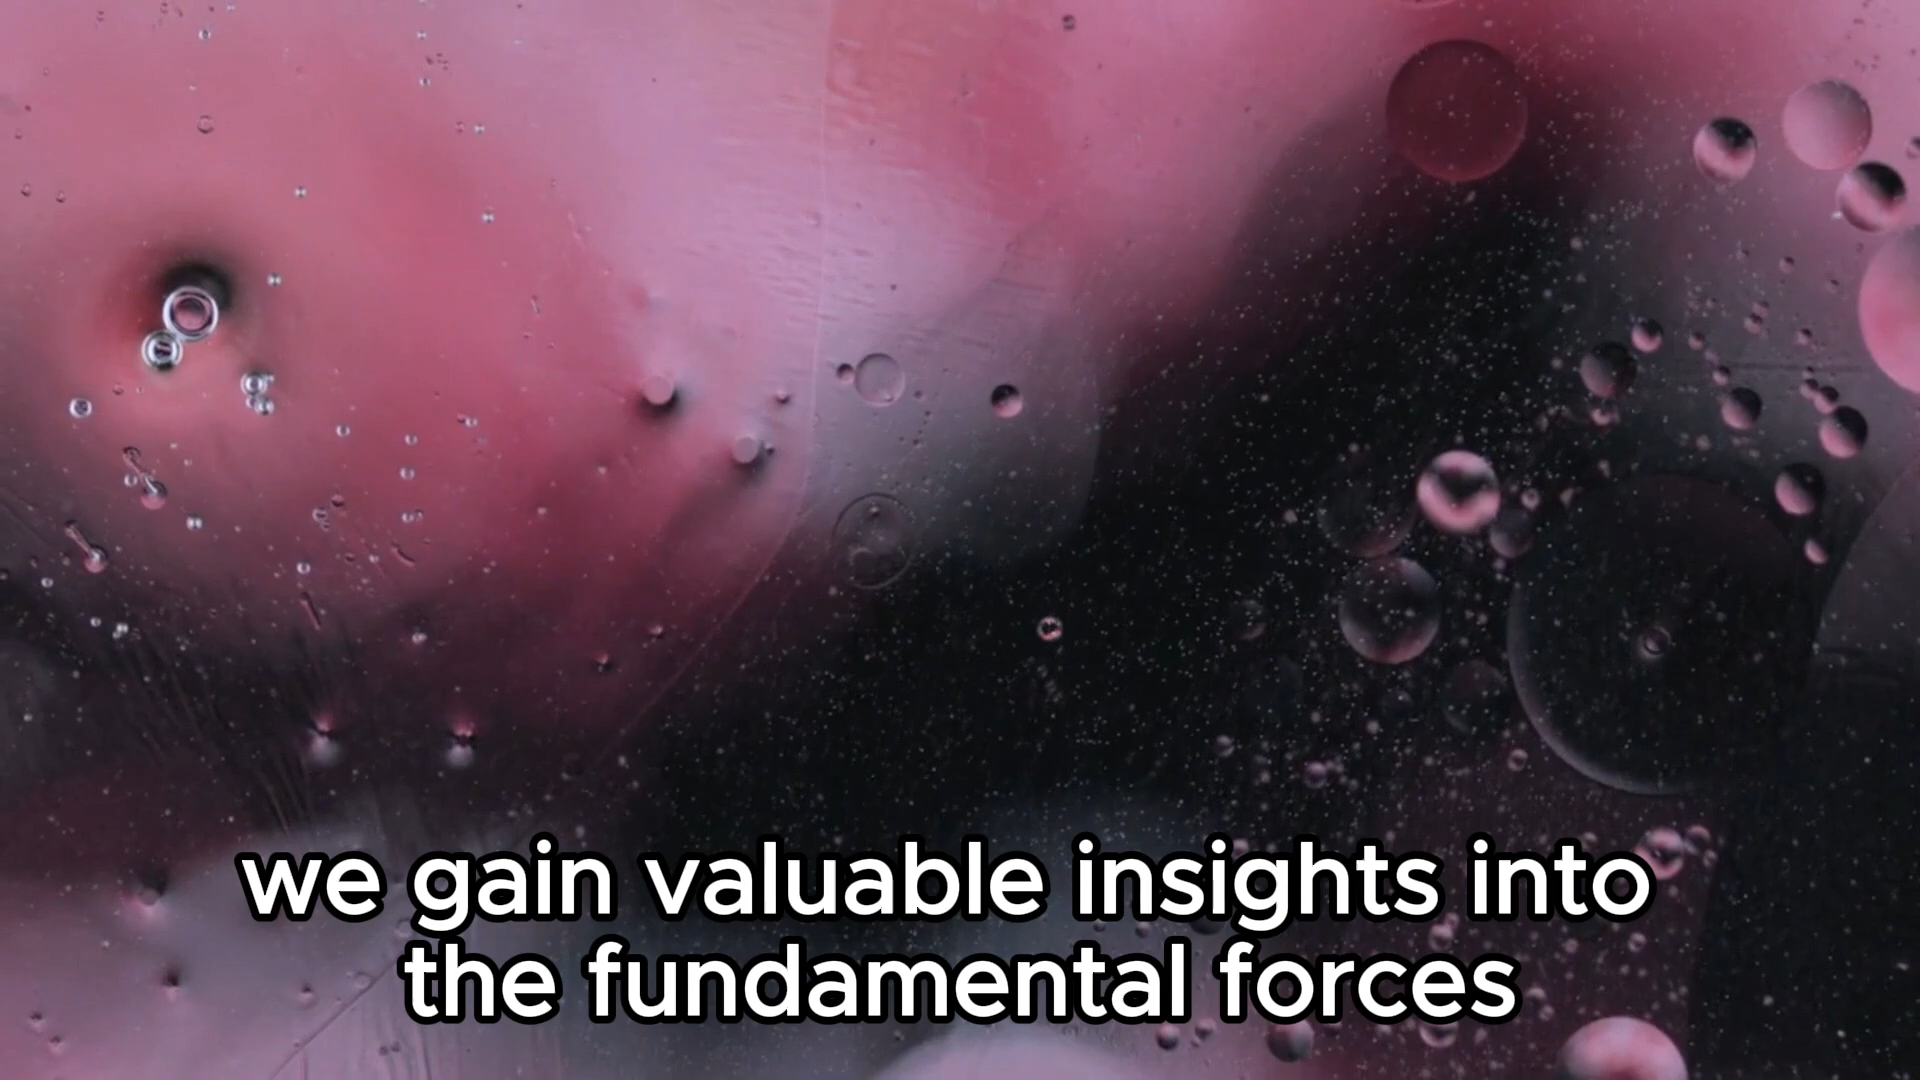 we gain valuable insights into
the fundamental forces